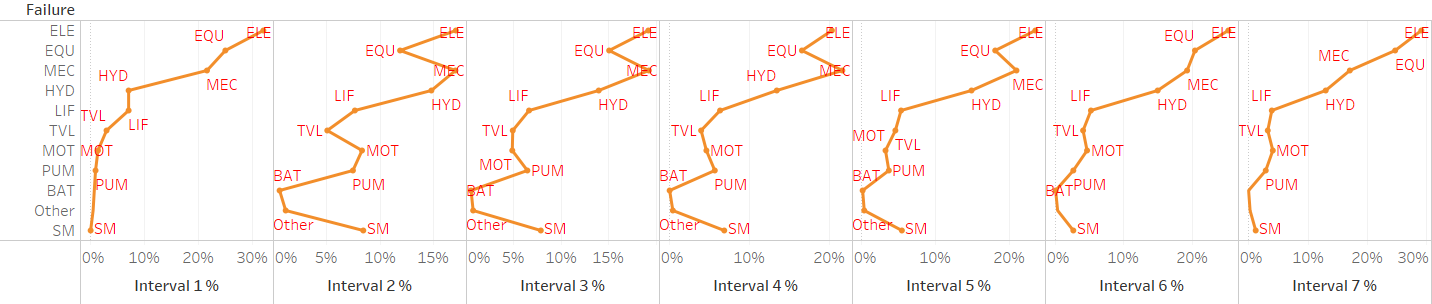 Failure
ELE
EQU
MEC
HYD
LIF
TVL
MOT
PUM
BAT
Other
SM
ELE
EQU
MEC
HYD
LIF
TVL
MOT
PUM
SM
0% 10% 20% 30%
Interval 1 %
ELE
EQU
MEC
HYD
LIF
TVL
MOT
PUM
BAT
Other
SM
0% 5% 10% 15%
Interval 2 %
ELE
EQU
MEC
HYD
LIF
TVL
MOT
PUM
BAT
Other
SM
0% 5% 10% 15%
Interval 3 %
ELE
EQU
MEC
HYD
LIF
TVL
MOT
PUM
BAT
Other
SM
0% 10% 20%
Interval 4 %
ELE
EQU
MEC
HYD
LIF
TVL
MOT
PUM
BAT
Other
SM
0% 10% 20%
Interval 5 %
ELE
EQU
MEC
HYD
LIF
TVL
MOT
PUM
BAT
SM
0% 10% 20%
Interval 6 %
ELE
EQU
MEC
HYD
LIF
TVL
MOT
PUM
SM
0% 10% 20% 30%
Interval 7 %